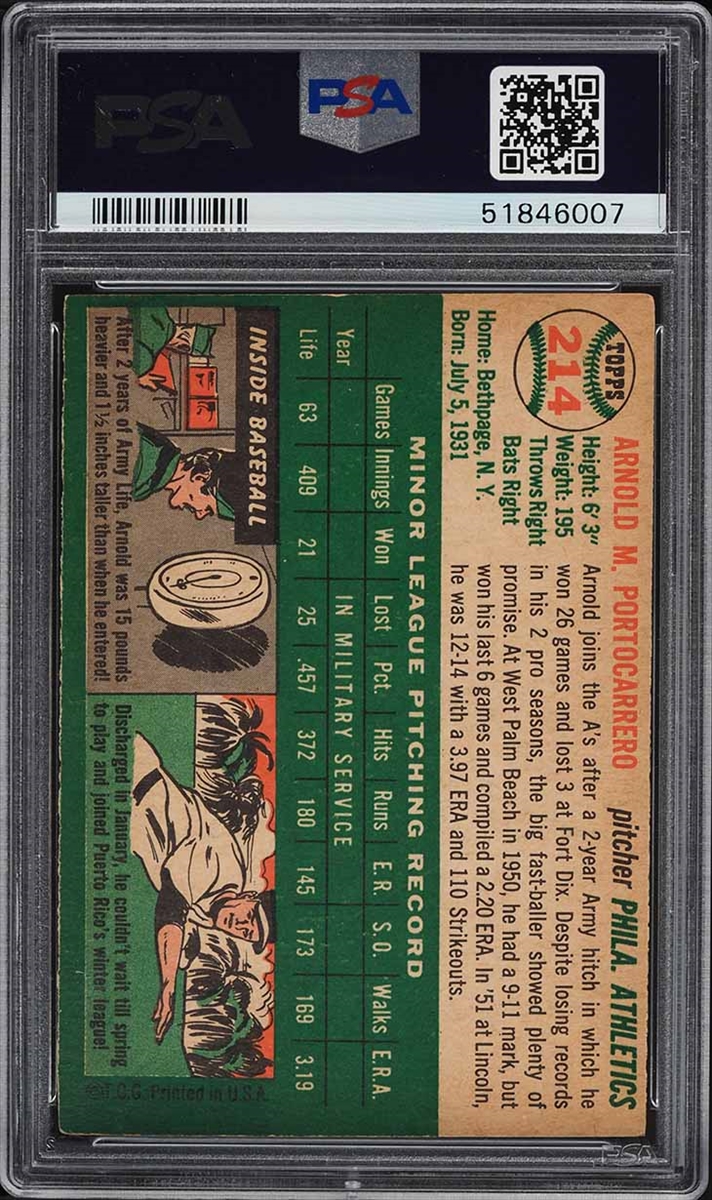 PSA
PSA
51846007
TOPPS
214
ARNOLD M. PORTOCARRERO pitcher PHILA. ATHLETICS
Height: 6' 3"
Weight: 195
Throws Right
Bats Right
Home: Bethpage, N. Y.
Born: July 5, 1931
Arnold joins the A's after a 2-year Army hitch in which he
won 26 games and lost 3 at Fort Dix. Despite losing records
in his 2 pro seasons, the big fast-baller showed plenty of
promise. At West Palm Beach in 1950, he had a 9-11 mark, but
won his last 6 games and compiled a 2.20 ERA. In '51 at Lincoln,
he was 12-14 with a 3.97 ERA and 110 Strikeouts.
MINOR LEAGUE PITCHING RECORD
Games Innings Won Lost Pct. Hits Runs E.R. S.O. Walks E.R.A.
Year IN MILITARY SERVICE
Life 63 409 21 25 .457 372 180 145 173 169 3.19
INSIDE BASEBALL
After 2 years of Army Life, Arnold was 15 pounds
heavier and 1½ inches taller than when he entered!
Discharged in January, he couldn't wait till spring
to play and joined Puerto Rico's winter league!
©T.C.G. Printed in U.S.A.
PSA